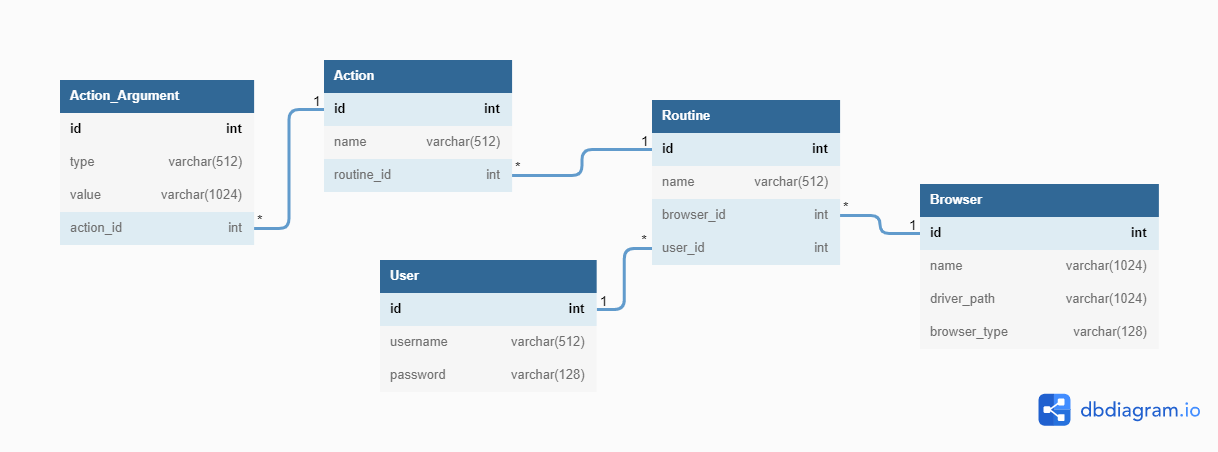 Action_Argument
id int
type varchar(512)
value varchar(1024)
action_id int
*
1
Action
id int
name varchar(512)
routine_id int
*
1
Routine
id int
name varchar(512)
browser_id int
user_id int
*
*
1
User
id int
username varchar(512)
password varchar(128)
1
Browser
id int
name varchar(1024)
driver_path varchar(1024)
browser_type varchar(128)
dbdiagram.io